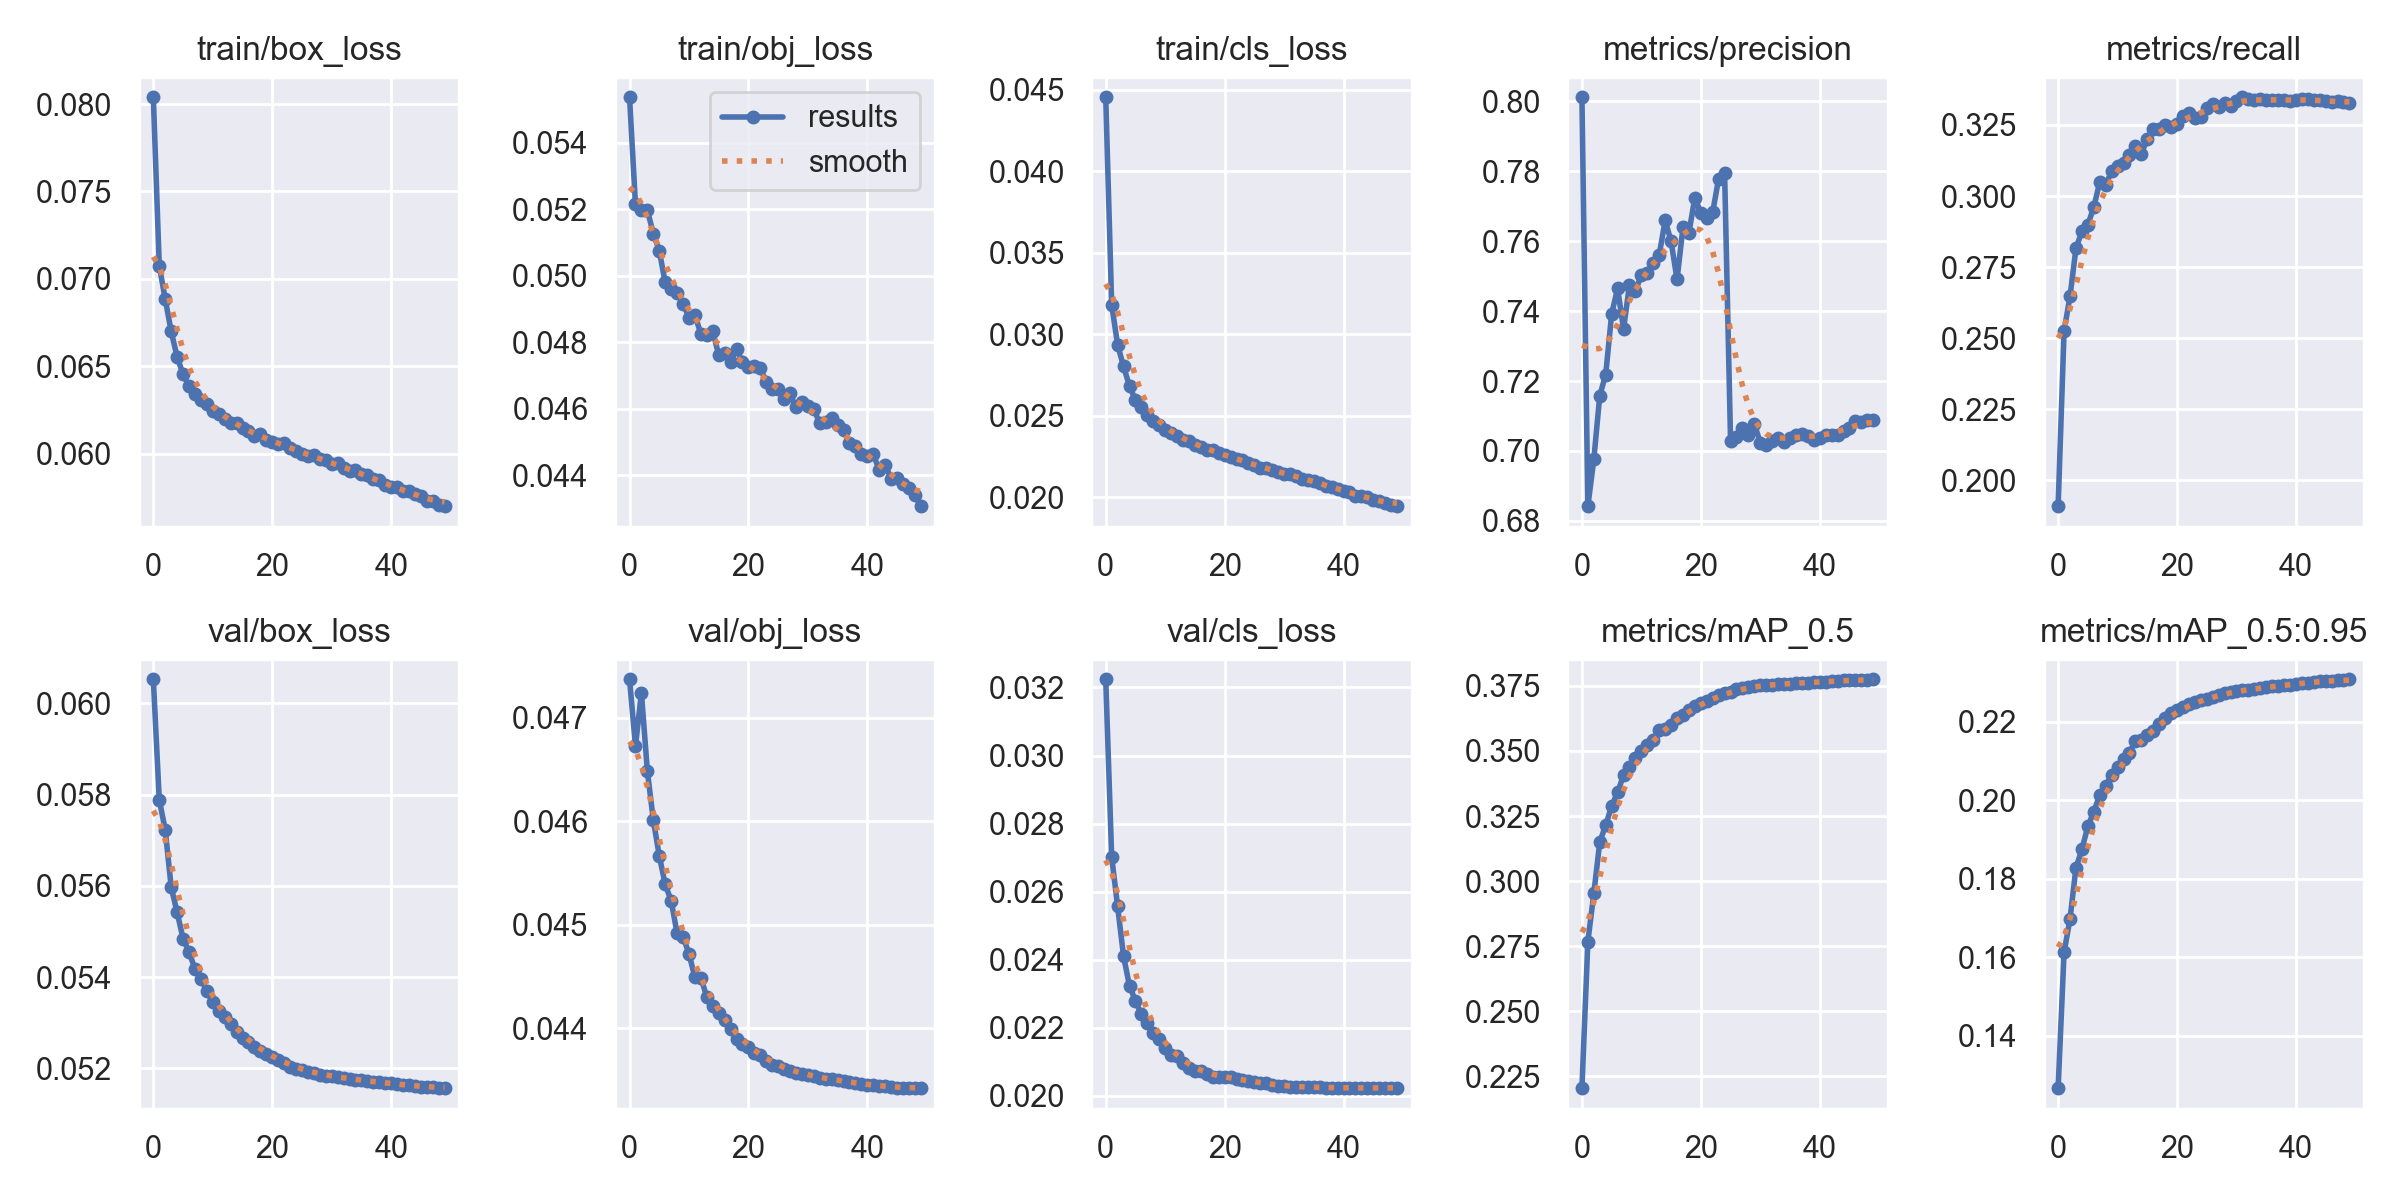 train/box_loss
0.080
0.075
0.070
0.065
0.060
0 20 40
train/obj_loss
results
smooth
0.054
0.052
0.050
0.048
0.046
0.044
0 20 40
train/cls_loss
0.045
0.040
0.035
0.030
0.025
0.020
0 20 40
metrics/precision
0.80
0.78
0.76
0.74
0.72
0.70
0.68
0 20 40
metrics/recall
0.325
0.300
0.275
0.250
0.225
0.200
0 20 40
val/box_loss
0.060
0.058
0.056
0.054
0.052
0 20 40
val/obj_loss
0.047
0.046
0.045
0.044
0 20 40
val/cls_loss
0.032
0.030
0.028
0.026
0.024
0.022
0.020
0 20 40
metrics/mAP_0.5
0.375
0.350
0.325
0.300
0.275
0.250
0.225
0 20 40
metrics/mAP_0.5:0.95
0.22
0.20
0.18
0.16
0.14
0 20 40